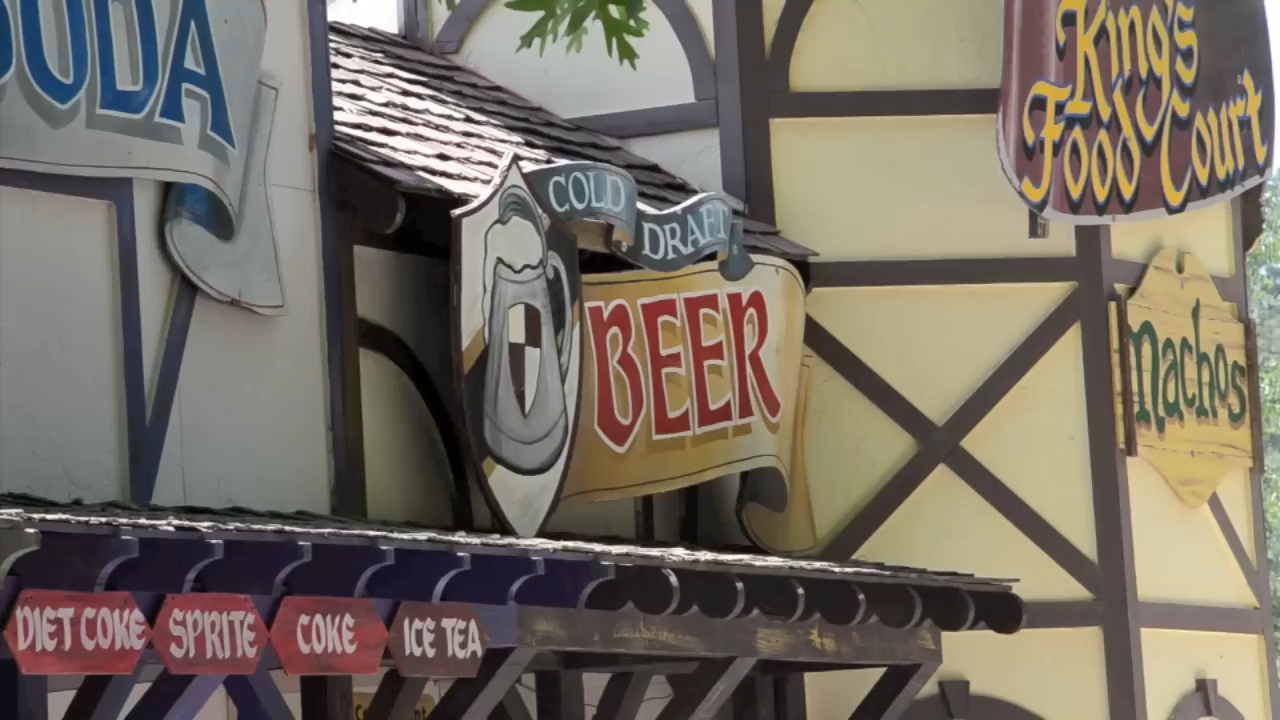 SODA
COLD
DRAFT
BEER
King's
Food Court
Nachos
DIET COKE
SPRITE
COKE
ICE TEA